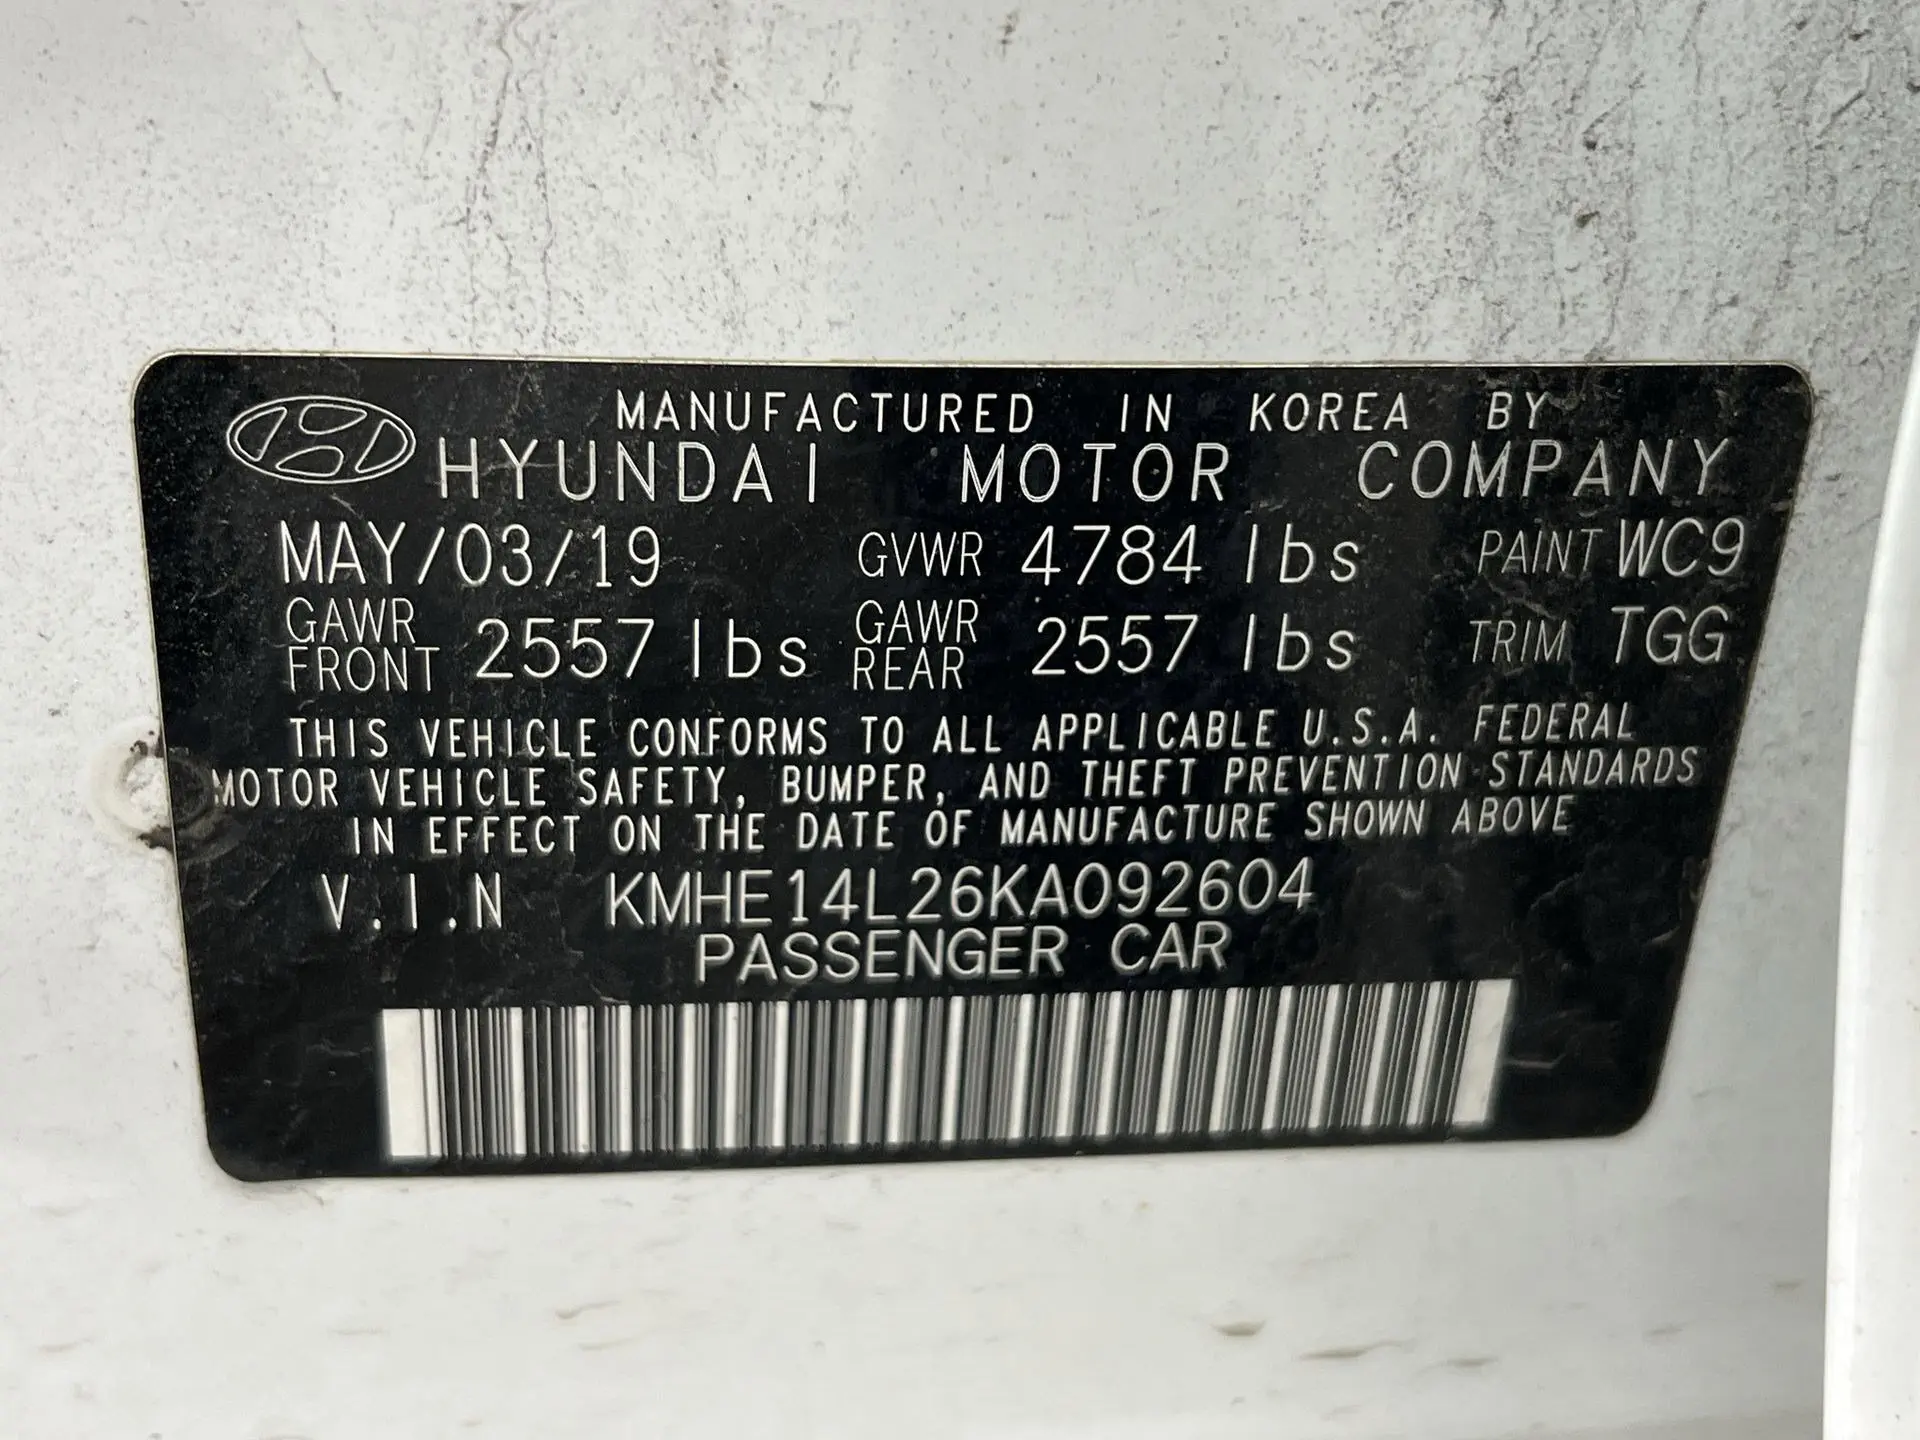 MANUFACTURED IN KOREA BY
HYUNDAI MOTOR COMPANY
MAY/03/19 GVWR 4784 lbs PAINT WC9
GAWR FRONT 2557 lbs GAWR REAR 2557 lbs TRIM TGG
THIS VEHICLE CONFORMS TO ALL APPLICABLE U.S.A. FEDERAL
MOTOR VEHICLE SAFETY, BUMPER, AND THEFT PREVENTION STANDARDS
IN EFFECT ON THE DATE OF MANUFACTURE SHOWN ABOVE
V.I.N KMHE14L26KA092604
PASSENGER CAR